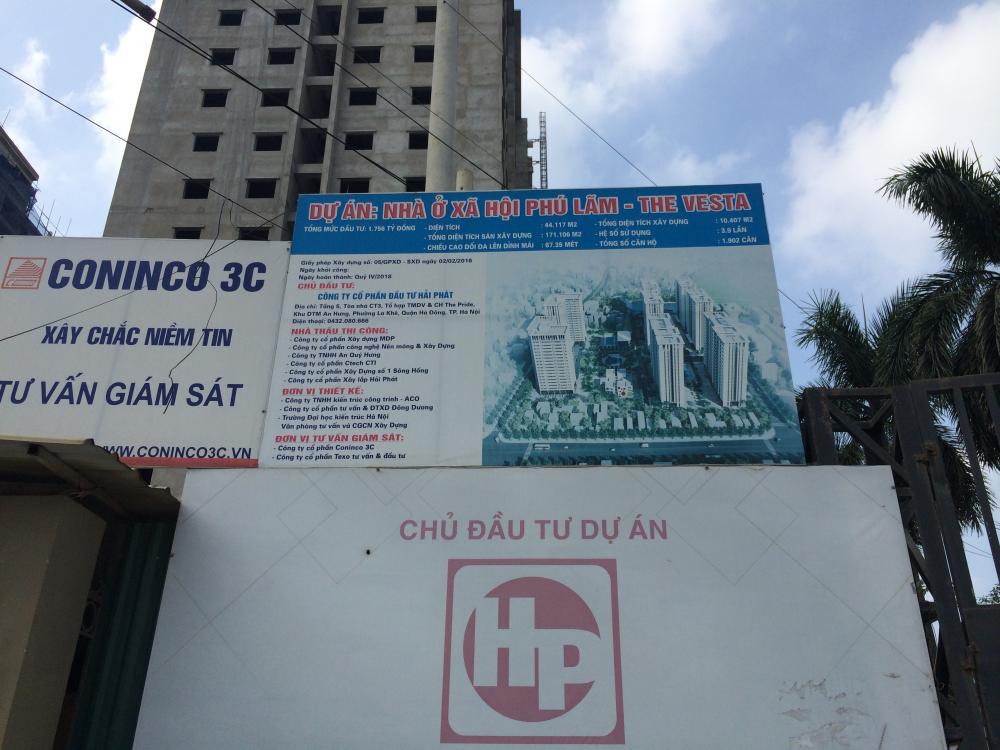 DỰ ÁN: NHÀ Ở XÃ HỘI PHÚ LÃM - THE VESTA
TỔNG MỨC ĐẦU TƯ: 1.756 TỶ ĐỒNG
- DIỆN TÍCH : 44.117 M2
- TỔNG DIỆN TÍCH SÀN XÂY DỰNG : 171.106 M2
- CHIỀU CAO ĐỐI ĐA LÊN ĐỈNH MÁI : 67.35 MÉT
- TỔNG DIỆN TÍCH XÂY DỰNG : 10.407 M2
- HỆ SỐ SỬ DỤNG : 3.9 LẦN
- TỔNG SỐ CĂN HỘ : 1.902 CĂN
Giấy phép Xây dựng số: 05/GPXD - SXD ngày 02/02/2016
Ngày khởi công:
Ngày hoàn thành: Quý IV/2018
CHỦ ĐẦU TƯ:
CÔNG TY CỔ PHẦN ĐẦU TƯ HẢI PHÁT
Địa chỉ: Tầng 5, Tòa nhà CT3, Tổ hợp TMDV & CH The Pride,
Khu ĐTM An Hưng, Phường La Khê, Quận Hà Đông, TP. Hà Nội
Điện thoại: 0432.080.666
NHÀ THẦU THI CÔNG:
- Công ty cổ phần Xây dựng MDP
- Công ty cổ phần công nghệ Nền móng & Xây Dựng
- Công ty TNHH An Quý Hưng
- Công ty cổ phần Ctech CTI
- Công ty cổ phần Xây Dựng số 1 Sông Hồng
- Công ty cổ phần Xây lắp Hải Phát
ĐƠN VỊ THIẾT KẾ:
- Công ty TNHH kiến trúc công trình - ACO
- Công ty cổ phần tư vấn & ĐTXD Đông Dương
- Trường Đại học kiến trúc Hà Nội
Văn phòng tư vấn và CGCN Xây Dựng
ĐƠN VỊ TƯ VẤN GIÁM SÁT:
- Công ty cổ phần Coninco 3C
- Công ty cổ phần Texo tư vấn & đầu tư
CONINCO 3C
XÂY CHẮC NIỀM TIN
TƯ VẤN GIÁM SÁT
WWW.CONINCO3C.VN
CHỦ ĐẦU TƯ DỰ ÁN
HP